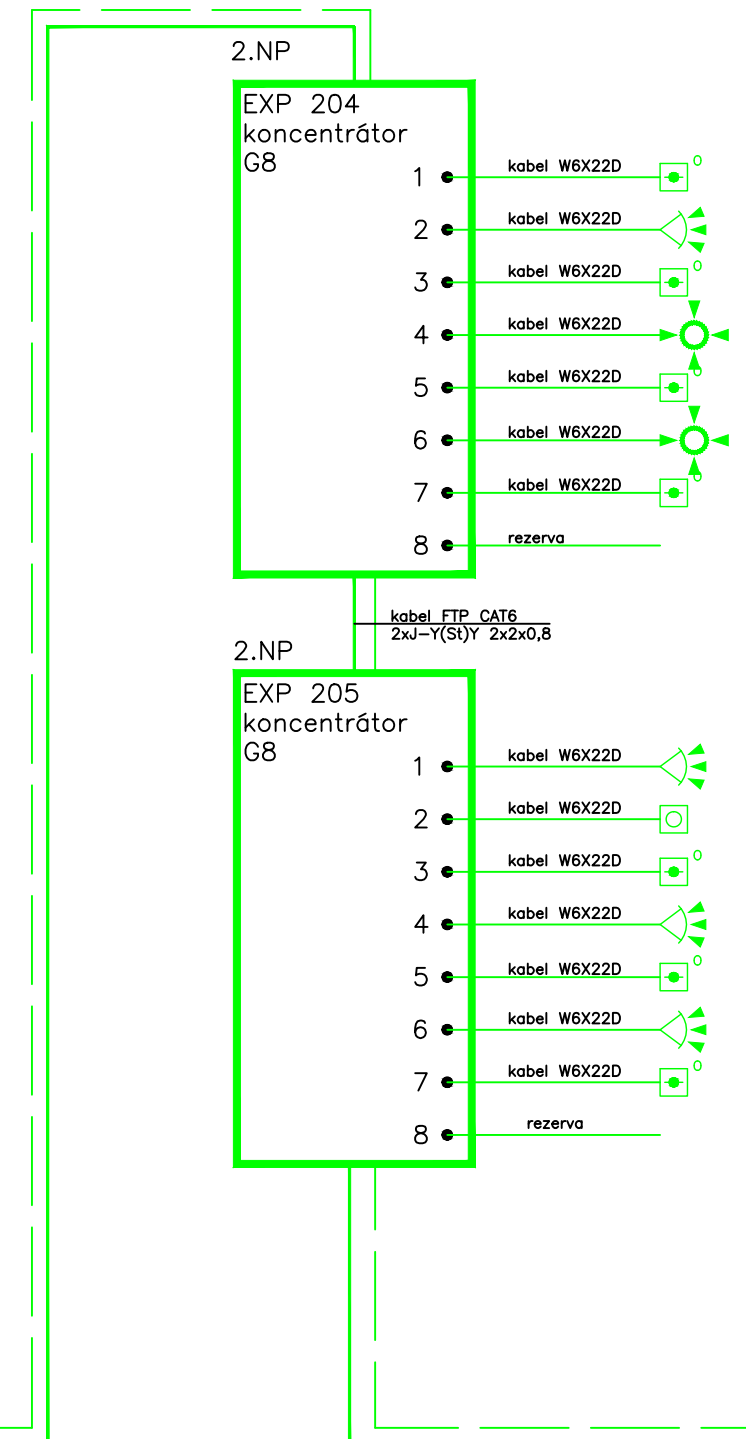 2.NP
EXP 204
koncentrátor
G8
1 kabel W6X22D O
2 kabel W6X22D
3 kabel W6X22D O
4 kabel W6X22D
5 kabel W6X22D O
6 kabel W6X22D
7 kabel W6X22D O
8 rezerva
kabel FTP CAT6
2xJ-Y(St)Y 2x2x0,8
2.NP
EXP 205
koncentrátor
G8
1 kabel W6X22D
2 kabel W6X22D
3 kabel W6X22D O
4 kabel W6X22D
5 kabel W6X22D O
6 kabel W6X22D
7 kabel W6X22D O
8 rezerva